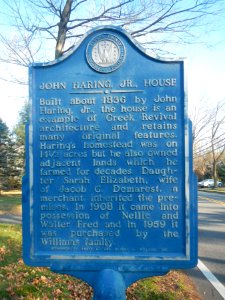 JOHN HARING, JR., HOUSE
Built about 1836 by John
Haring, Jr., the house is an
example of Greek Revival
architecture and retains
many original features.
Haring's homestead was on
acres but he also owned
adjacent lands which he
farmed for decades. Daugh-
ter Sarah Elizabeth, wife
of Jacob C. Demarest, a
merchant, inherited the pre-
mises. In 1908 it came into
possession of Nellie and
Walter Fred and in 1959 it
was purchased by the
Williams family.